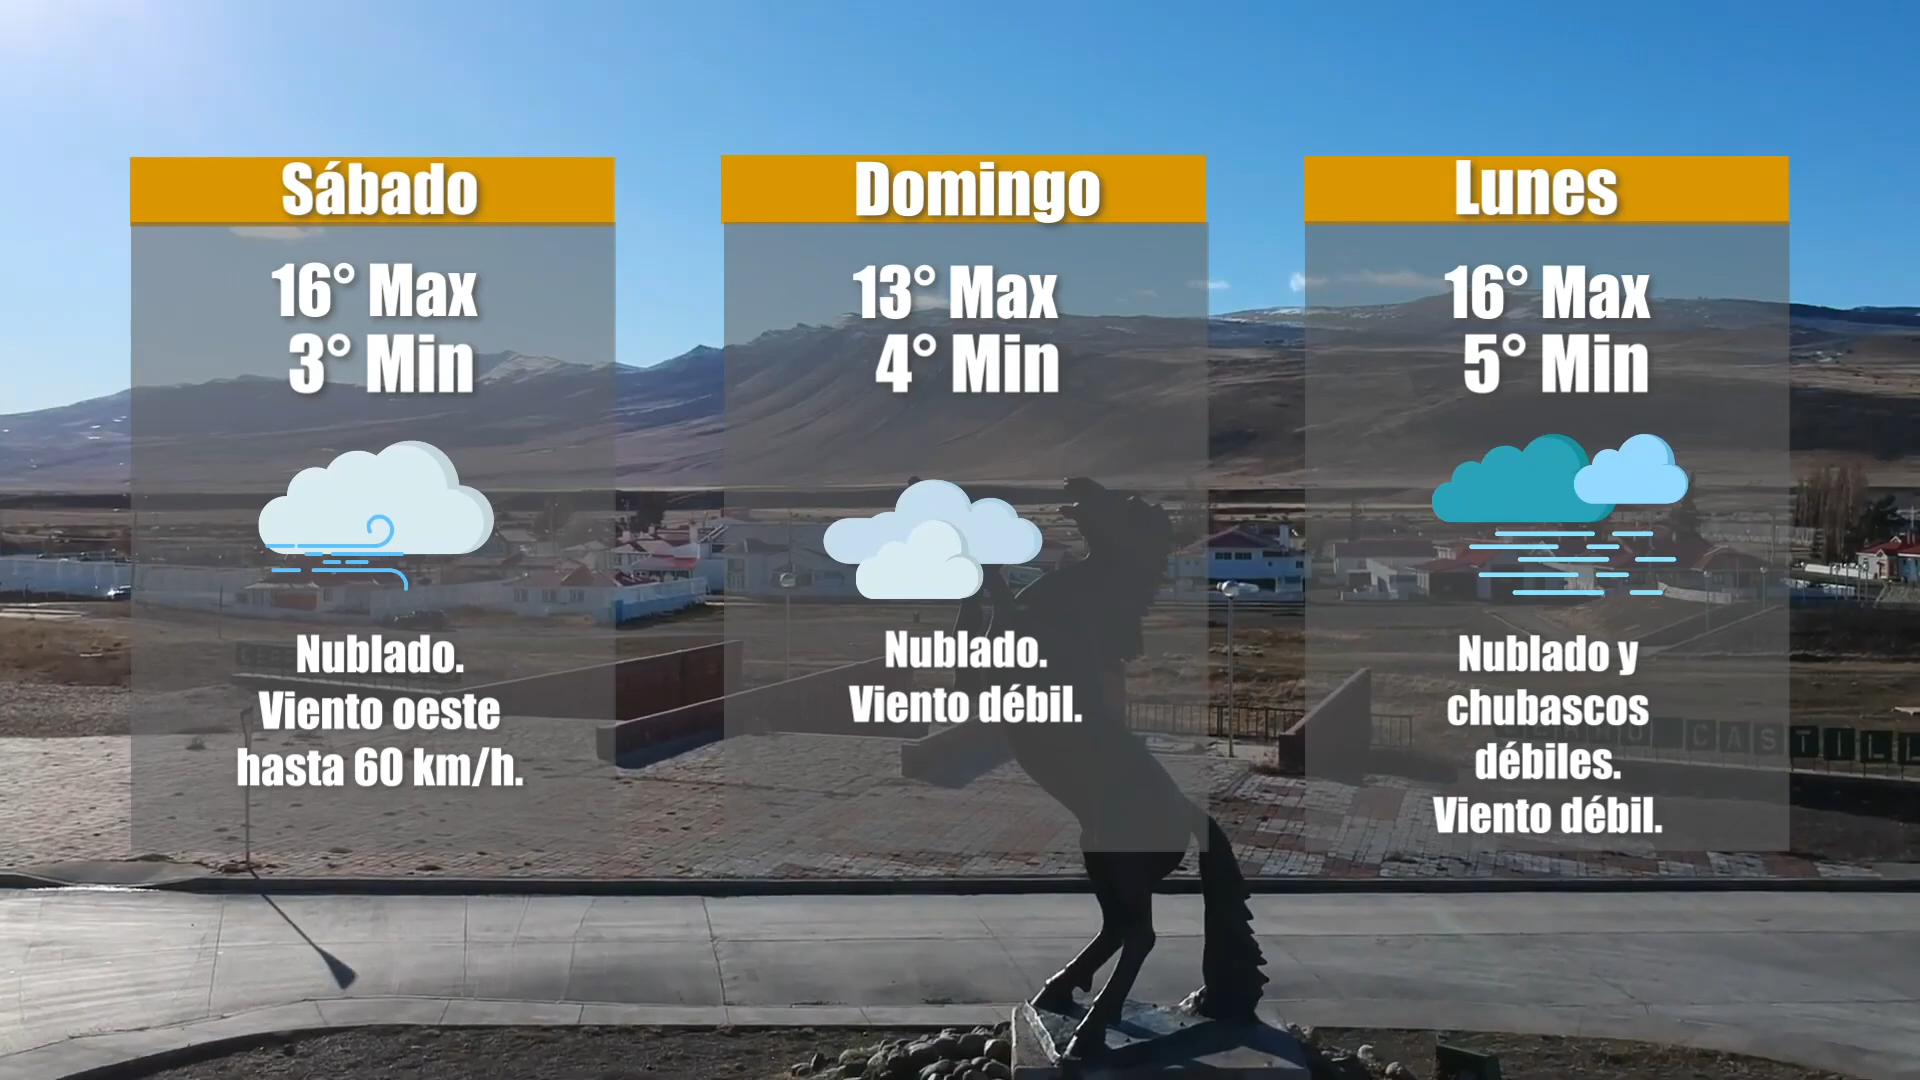 Sábado
16° Max
3° Min
Nublado.
Viento oeste
hasta 60 km/h.
Domingo
13° Max
4° Min
Nublado.
Viento débil.
Lunes
16° Max
5° Min
Nublado y
chubascos
débiles.
Viento débil.